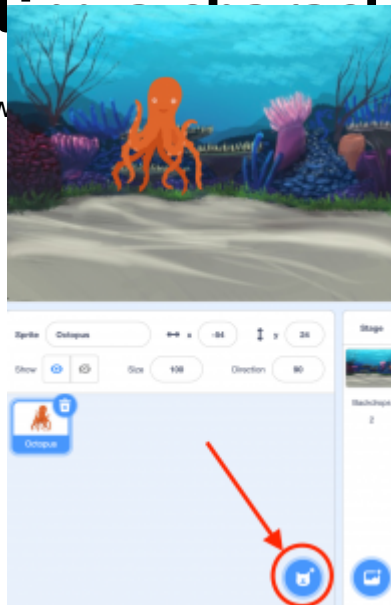 Sprite Octopus x -84 y 24
Show Size 100 Direction 90
Octopus
Stage
Backdrops
2